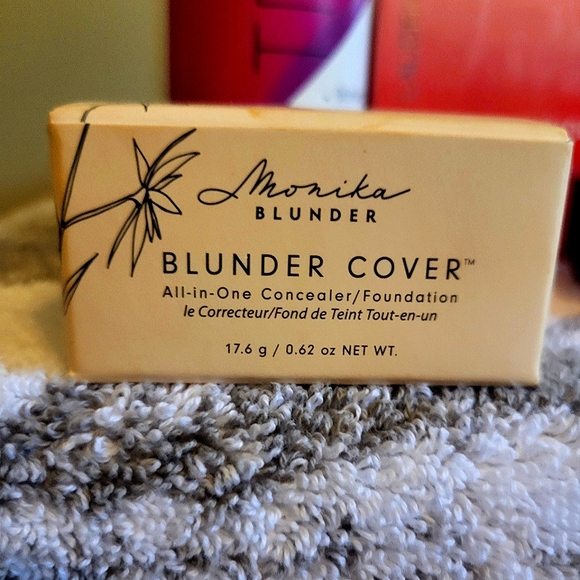 Monika
BLUNDER
BLUNDER COVER™
All-in-One Concealer/Foundation
le Correcteur/Fond de Teint Tout-en-un
17.6 g / 0.62 oz NET WT.